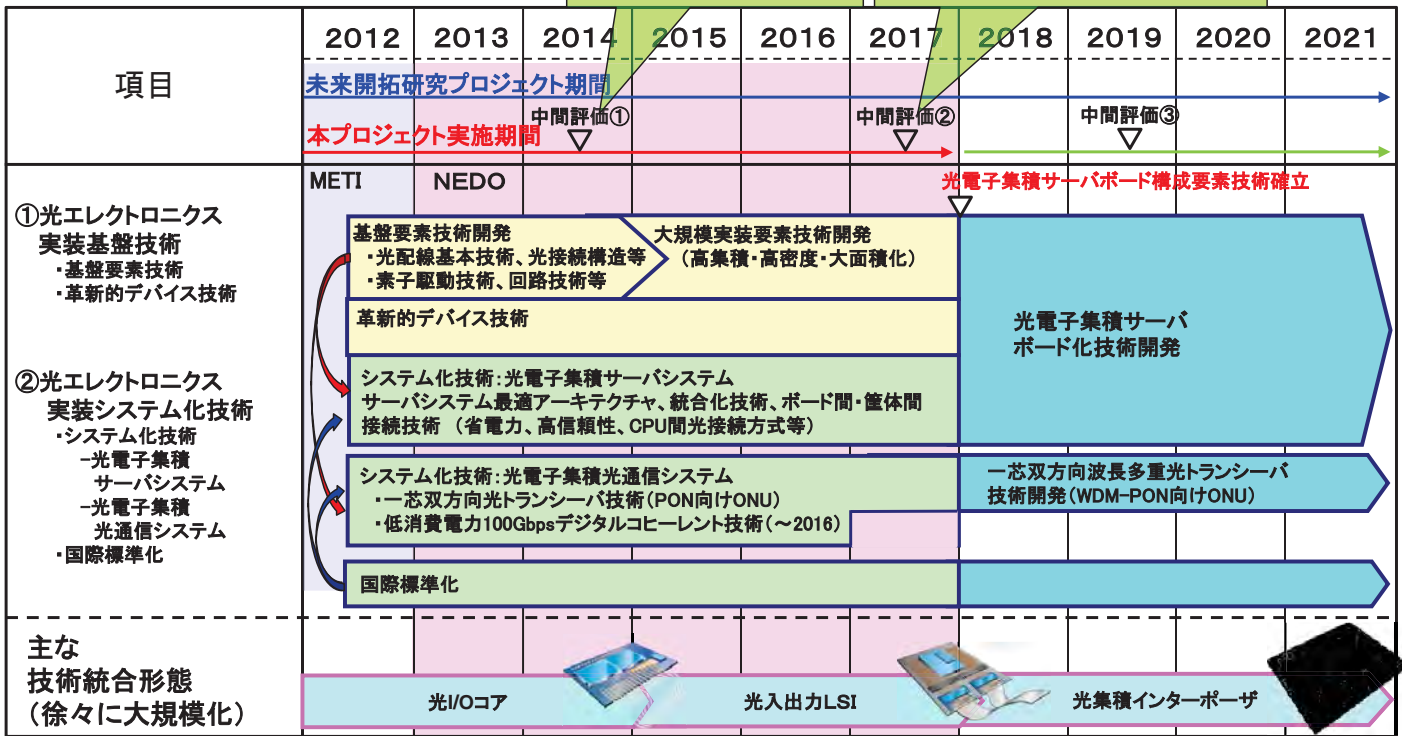 項目
2012 2013 2014 2015 2016 2017 2018 2019 2020 2021
未来開拓研究プロジェクト期間
中間評価① 中間評価② 中間評価③
本プロジェクト実施期間
METI NEDO
光電子集積サーバボード構成要素技術確立
①光エレクトロニクス
実装基盤技術
・基盤要素技術
・革新的デバイス技術
②光エレクトロニクス
実装システム化技術
・システム化技術
−光電子集積
サーバシステム
−光電子集積
光通信システム
・国際標準化
基盤要素技術開発
・光配線基本技術、光接続構造等
・素子駆動技術、回路技術等
大規模実装要素技術開発
(高集積・高密度・大面積化)
革新的デバイス技術
光電子集積サーバ
ボード化技術開発
システム化技術:光電子集積サーバシステム
サーバシステム最適アーキテクチャ、統合化技術、ボード間・筐体間
接続技術 (省電力、高信頼性、CPU間光接続方式等)
システム化技術:光電子集積光通信システム
・一芯双方向光トランシーバ技術(PON向けONU)
・低消費電力100Gbpsデジタルコヒーレント技術(~2016)
一芯双方向波長多重光トランシーバ
技術開発(WDM-PON向けONU)
国際標準化
主な
技術統合形態
(徐々に大規模化)
光I/Oコア
光入出力LSI
光集積インターポーザ